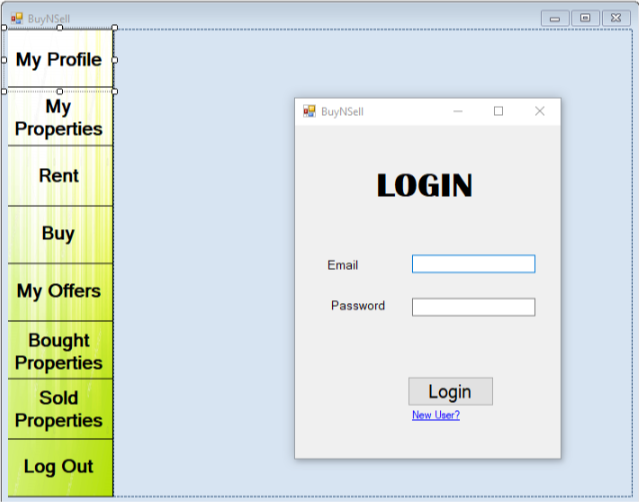 BuyNSell
My Profile
My
Properties
Rent
Buy
My Offers
Bought
Properties
Sold
Properties
Log Out
BuyNSell
LOGIN
Email
Password
Login
New User?